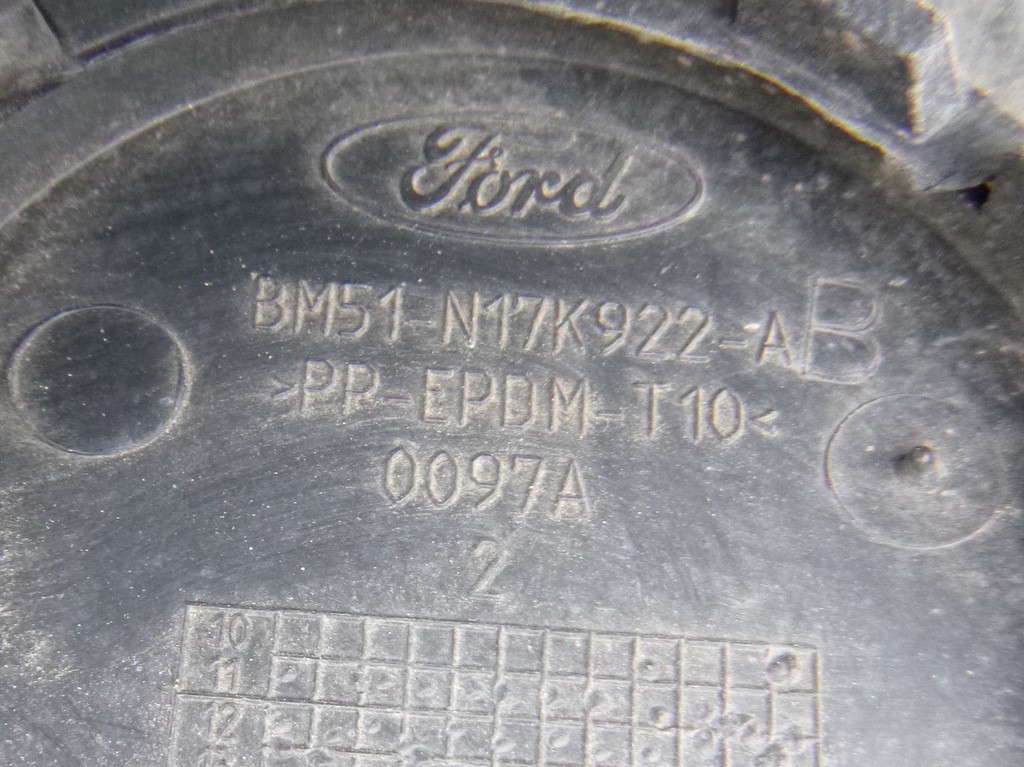 Ford
BM51-N17K922-AB
>PP-EPDM-T10<
0097A
2
10
11
12